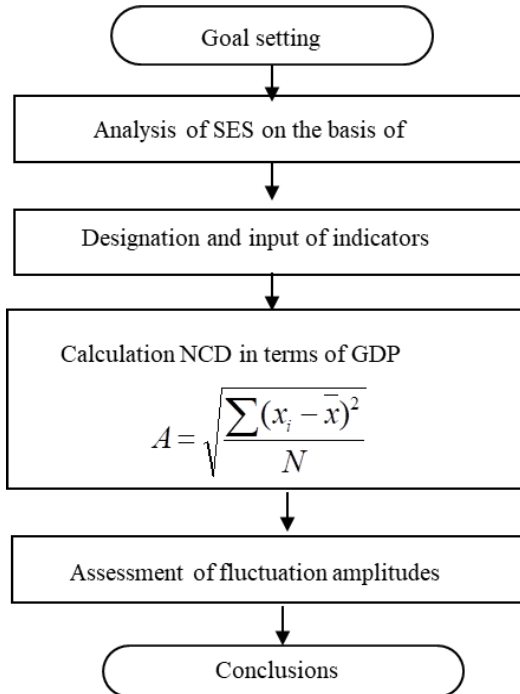 Goal setting
Analysis of SES on the basis of
Designation and input of indicators
Calculation NCD in terms of GDP
A = √(∑(xᵢ − x̄)² / N)
Assessment of fluctuation amplitudes
Conclusions